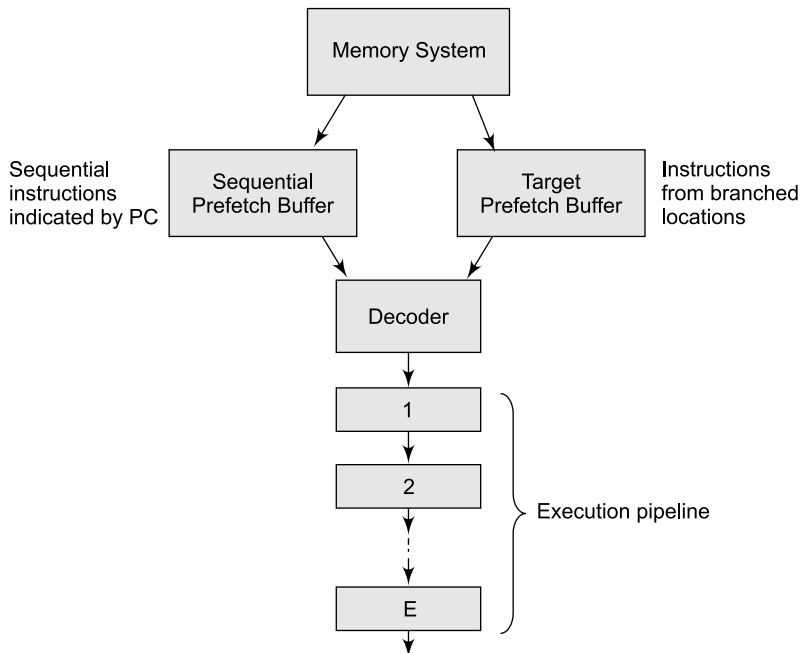 Memory System
Sequential
instructions
indicated by PC
Sequential
Prefetch Buffer
Target
Prefetch Buffer
Instructions
from branched
locations
Decoder
1
2
Execution pipeline
E